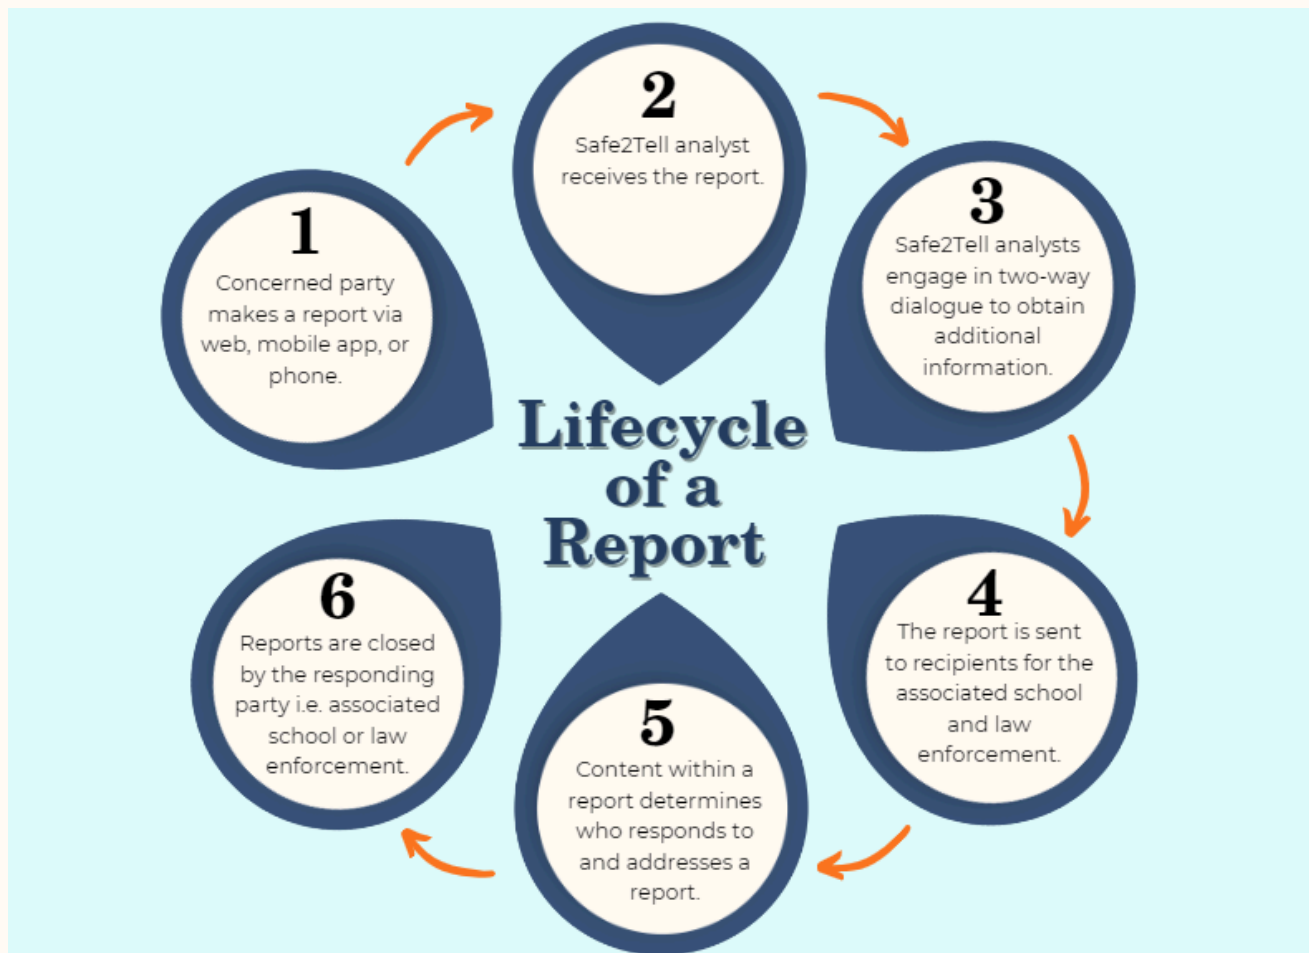 1
Concerned party
makes a report via
web, mobile app, or
phone.
2
Safe2Tell analyst
receives the report.
3
Safe2Tell analysts
engage in two-way
dialogue to obtain
additional
information.
Lifecycle
of a
Report
4
The report is sent
to recipients for the
associated school
and law
enforcement.
5
Content within a
report determines
who responds to
and addresses a
report.
6
Reports are closed
by the responding
party i.e. associated
school or law
enforcement.